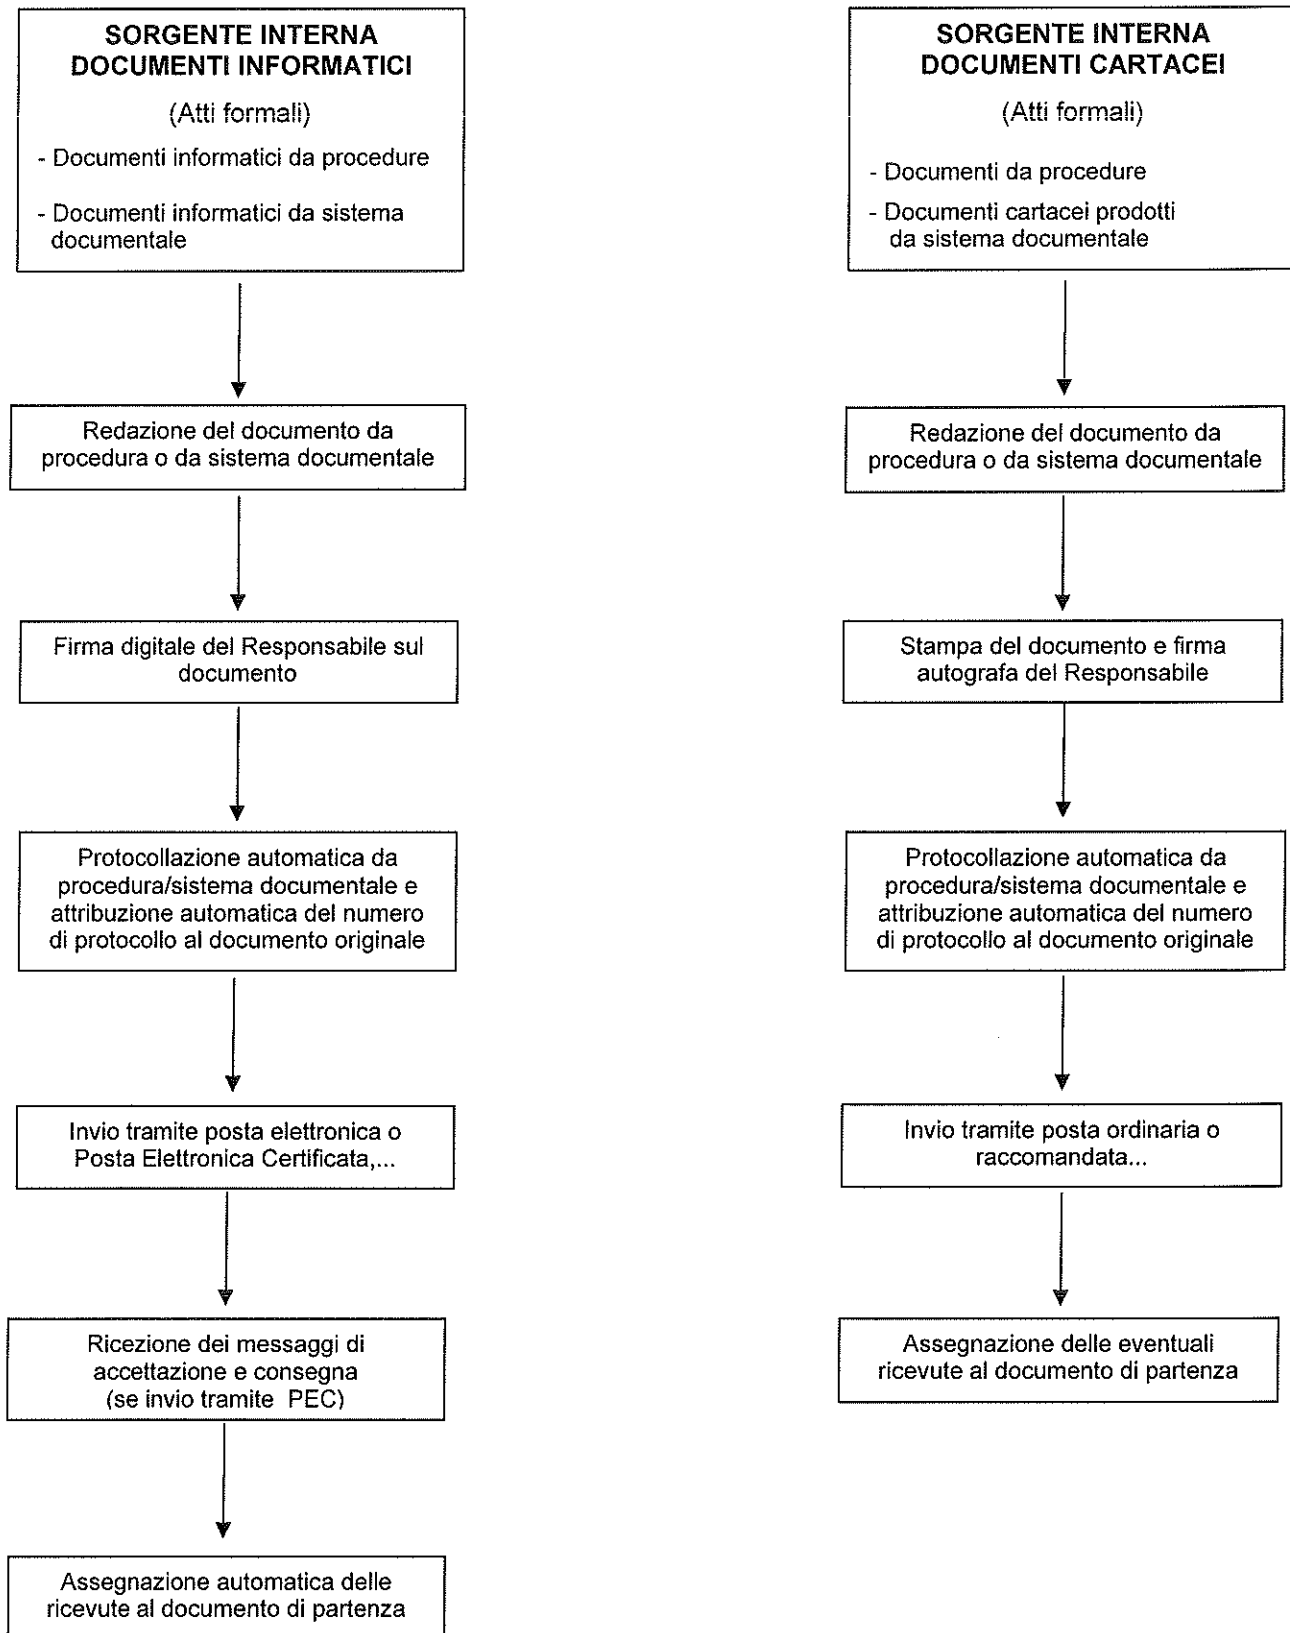 SORGENTE INTERNA
DOCUMENTI INFORMATICI
(Atti formali)
- Documenti informatici da procedure
- Documenti informatici da sistema
documentale
Redazione del documento da
procedura o da sistema documentale
Firma digitale del Responsabile sul
documento
Protocollazione automatica da
procedura/sistema documentale e
attribuzione automatica del numero
di protocollo al documento originale
Invio tramite posta elettronica o
Posta Elettronica Certificata,...
Ricezione dei messaggi di
accettazione e consegna
(se invio tramite PEC)
Assegnazione automatica delle
ricevute al documento di partenza
SORGENTE INTERNA
DOCUMENTI CARTACEI
(Atti formali)
- Documenti da procedure
- Documenti cartacei prodotti
da sistema documentale
Redazione del documento da
procedura o da sistema documentale
Stampa del documento e firma
autografa del Responsabile
Protocollazione automatica da
procedura/sistema documentale e
attribuzione automatica del numero
di protocollo al documento originale
Invio tramite posta ordinaria o
raccomandata...
Assegnazione delle eventuali
ricevute al documento di partenza